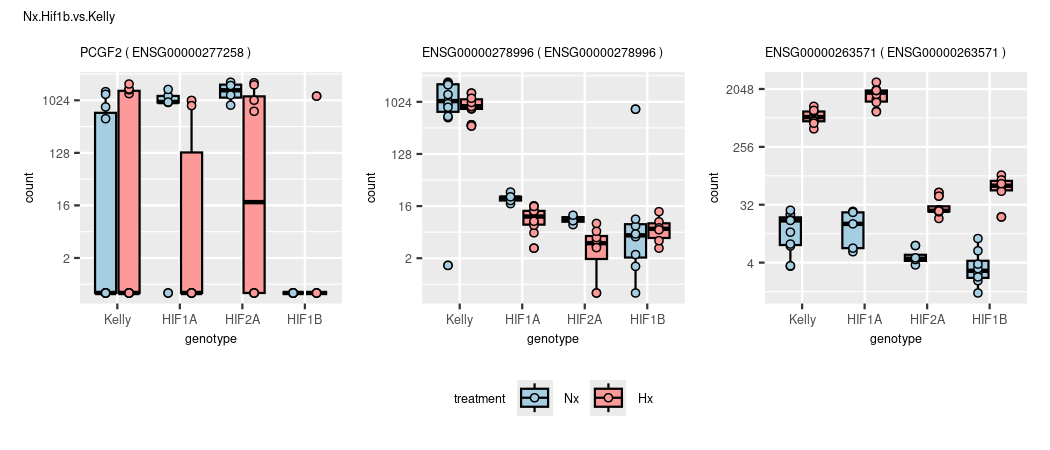 Nx.Hif1b.vs.Kelly
PCGF2 ( ENSG00000277258 )
1024
128
16
2
count
Kelly HIF1A HIF2A HIF1B
genotype
ENSG00000278996 ( ENSG00000278996 )
1024
128
16
2
count
Kelly HIF1A HIF2A HIF1B
genotype
ENSG00000263571 ( ENSG00000263571 )
2048
256
32
4
count
Kelly HIF1A HIF2A HIF1B
genotype
treatment Nx Hx